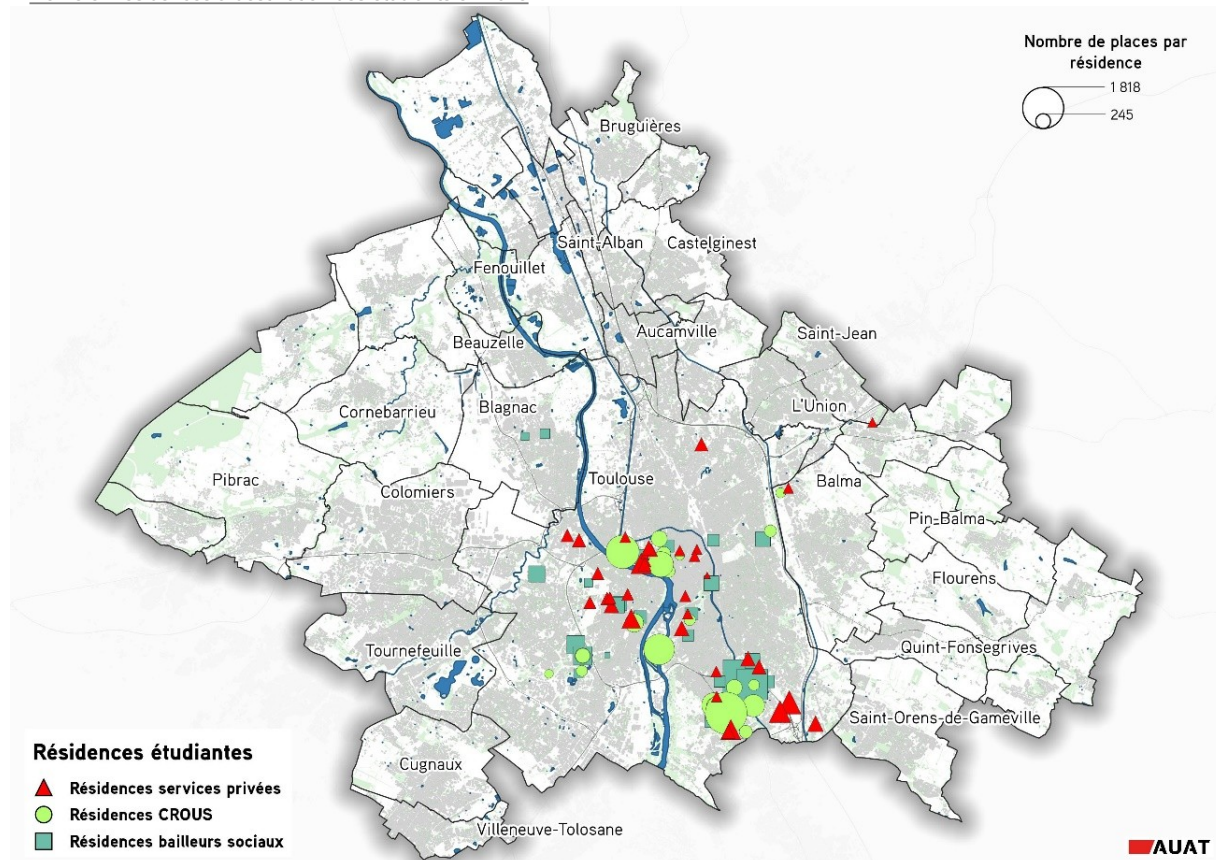 Nombre de places par
résidence
1 818
245
Bruguières
Saint-Alban
Castelginest
Fenouillet
Aucamville
Saint-Jean
Beauzelle
L'Union
Cornebarrieu
Blagnac
Pibrac
Toulouse
Balma
Colomiers
Pin-Balma
Flourens
Tournefeuille
Quint-Fonsegrives
Saint-Orens-de-Gameville
Cugnaux
Villeneuve-Tolosane
Résidences étudiantes
Résidences services privées
Résidences CROUS
Résidences bailleurs sociaux
AUAT